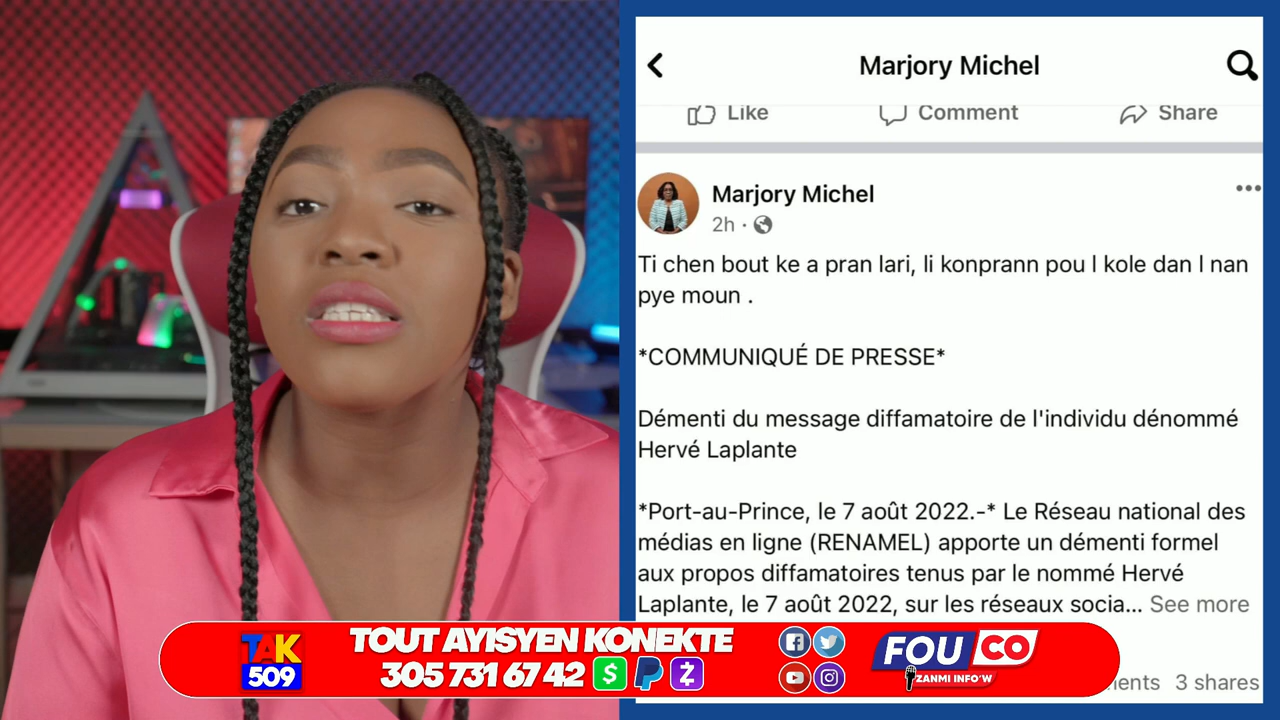 Marjory Michel
Like
Comment
Share
Marjory Michel
2h ·
Ti chen bout ke a pran lari, li konprann pou l kole dan l nan
pye moun .
*COMMUNIQUÉ DE PRESSE*
Démenti du message diffamatoire de l'individu dénommé
Hervé Laplante
*Port-au-Prince, le 7 août 2022.-* Le Réseau national des
médias en ligne (RENAMEL) apporte un démenti formel
aux propos diffamatoires tenus par le nommé Hervé
Laplante, le 7 août 2022, sur les réseaux socia... See more
3 shares
TAK
509
TOUT AYISYEN KONEKTE
305 731 67 42
FOUCO
ZANMI INFO'W